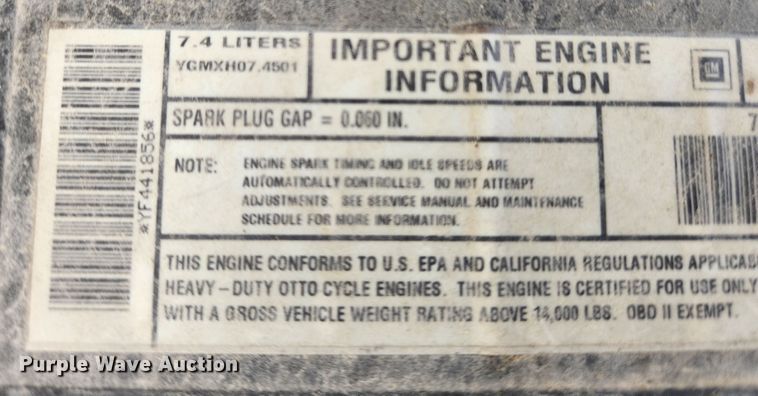 7.4 LITERS
YGMXH07.4501
IMPORTANT ENGINE
INFORMATION
GM
SPARK PLUG GAP = 0.060 IN.
7
*YF441856*
NOTE: ENGINE SPARK TIMING AND IDLE SPEEDS ARE
AUTOMATICALLY CONTROLLED. DO NOT ATTEMPT
ADJUSTMENTS. SEE SERVICE MANUAL AND MAINTENANCE
SCHEDULE FOR MORE INFORMATION.
THIS ENGINE CONFORMS TO U.S. EPA AND CALIFORNIA REGULATIONS APPLICAB
HEAVY-DUTY OTTO CYCLE ENGINES. THIS ENGINE IS CERTIFIED FOR USE ONLY
WITH A GROSS VEHICLE WEIGHT RATING ABOVE 14,000 LBS. OBD II EXEMPT.
Purple Wave Auction